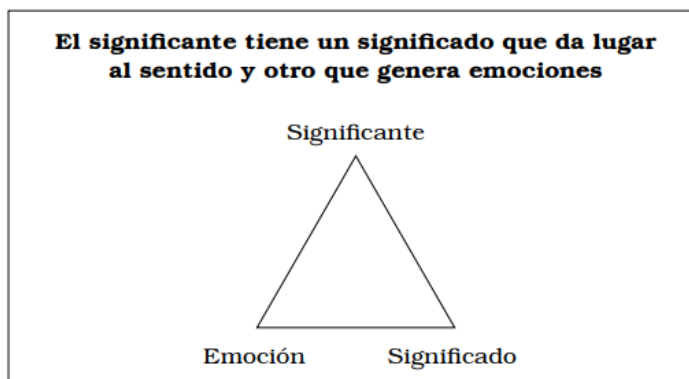 El significante tiene un significado que da lugar
al sentido y otro que genera emociones
Significante
Emoción Significado